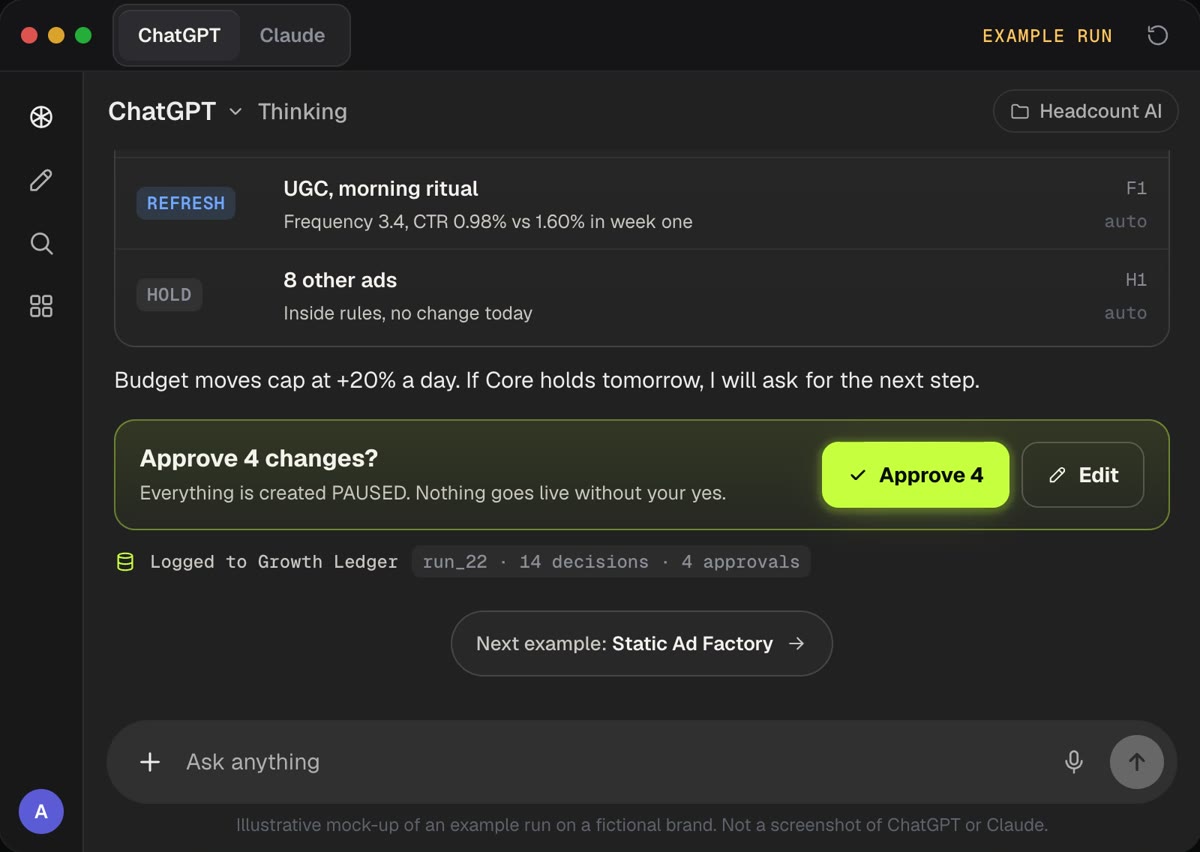 ChatGPT Claude EXAMPLE RUN
ChatGPT Thinking Headcount AI
REFRESH UGC, morning ritual F1
Frequency 3.4, CTR 0.98% vs 1.60% in week one auto
HOLD 8 other ads H1
Inside rules, no change today auto
Budget moves cap at +20% a day. If Core holds tomorrow, I will ask for the next step.
Approve 4 changes?
Everything is created PAUSED. Nothing goes live without your yes.
Approve 4 Edit
Logged to Growth Ledger run_22 · 14 decisions · 4 approvals
Next example: Static Ad Factory →
Ask anything
A
Illustrative mock-up of an example run on a fictional brand. Not a screenshot of ChatGPT or Claude.